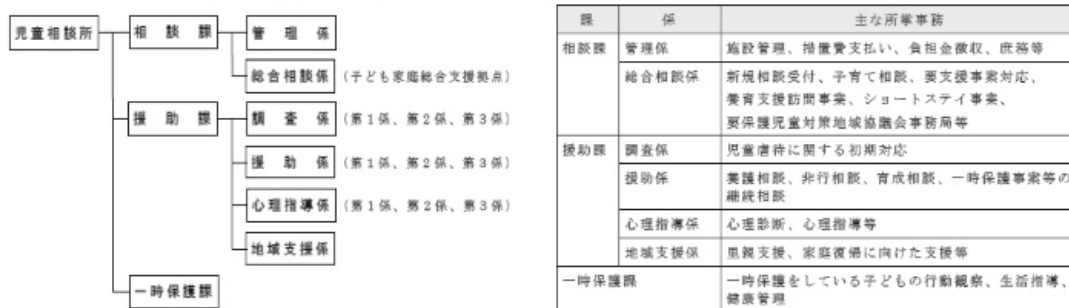 児童相談所
相談課
管理係
総合相談係 (子ども家庭総合支援拠点)
援助課
調査係 (第1係、第2係、第3係)
援助係 (第1係、第2係、第3係)
心理指導係 (第1係、第2係、第3係)
地域支援係
一時保護課
課 係 主な所掌事務
相談課 管理係 施設管理、措置費支払い、負担金徴収、庶務等
総合相談係 新規相談受付、子育て相談、要支援事案対応、
養育支援訪問事業、ショートステイ事業、
要保護児童対策地域協議会事務局等
援助課 調査係 児童虐待に関する初期対応
援助係 養護相談、非行相談、育成相談、一時保護事案等の
継続相談
心理指導係 心理診断、心理指導等
地域支援係 里親支援、家庭復帰に向けた支援等
一時保護課 一時保護をしている子どもの行動観察、生活指導、
健康管理